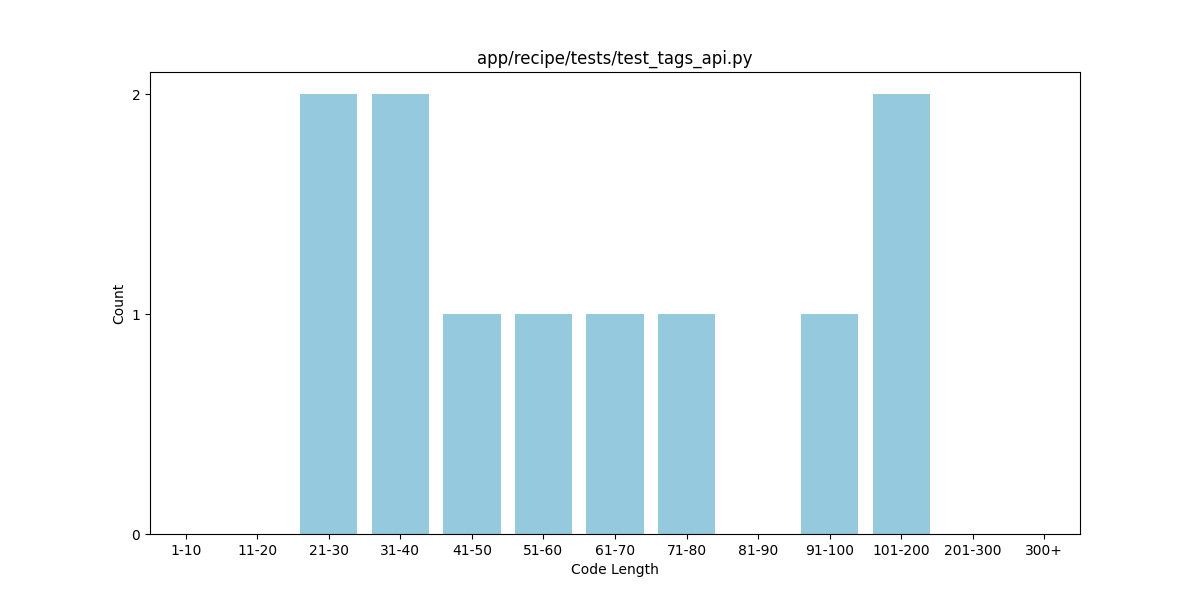 app/recipe/tests/test_tags_api.py
Count
2
1
0
1-10 11-20 21-30 31-40 41-50 51-60 61-70 71-80 81-90 91-100 101-200 201-300 300+
Code Length